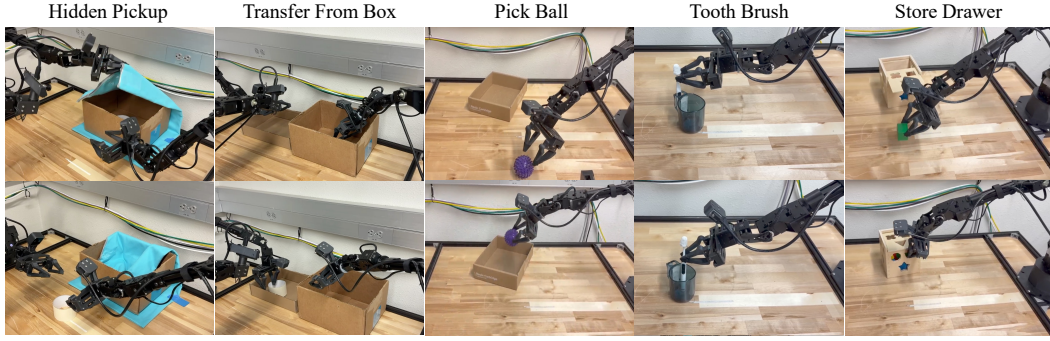 Hidden Pickup
Transfer From Box
Pick Ball
Tooth Brush
Store Drawer